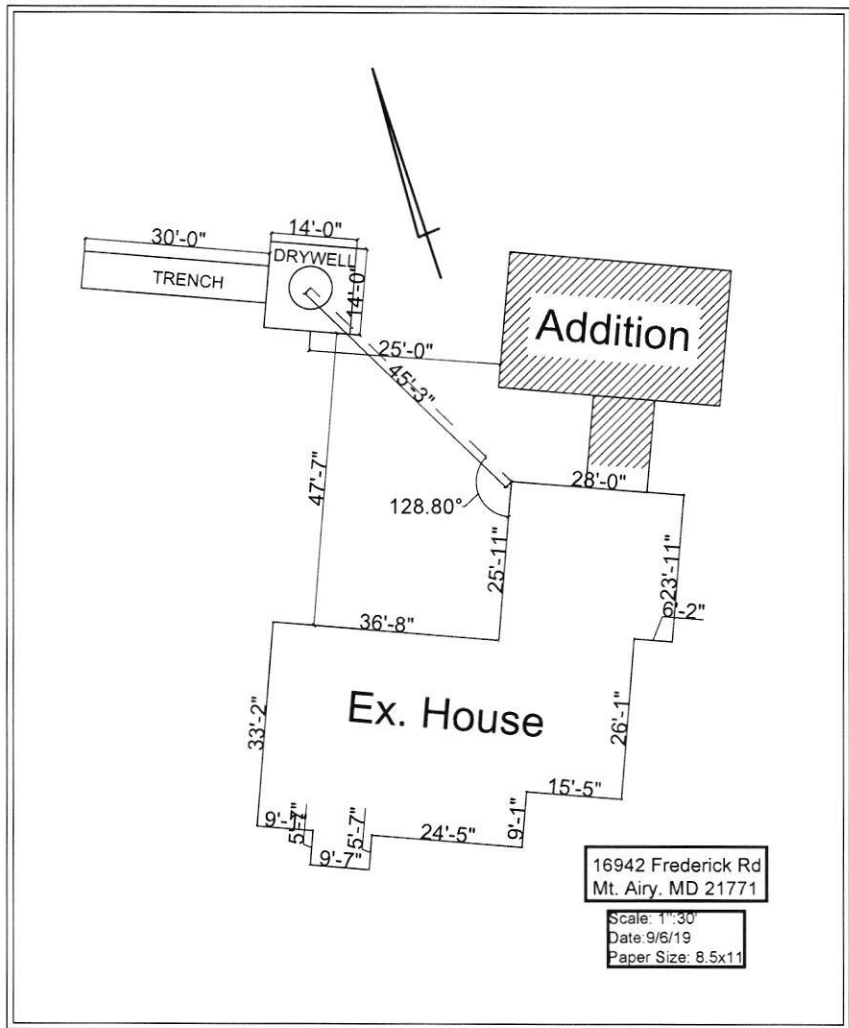 30'-0"
14'-0"
DRYWELL
TRENCH
14'-0"
Addition
25'-0"
45'-3"
47'-7"
28'-0"
128.80°
25'-11"
23'-11"
6'-2"
36'-8"
Ex. House
33'-2"
26'-1"
15'-5"
9'-1"
5'-7"
5'-7"
24'-5"
9'-1"
9'-7"
16942 Frederick Rd
Mt. Airy. MD 21771
Scale: 1":30'
Date:9/6/19
Paper Size: 8.5x11